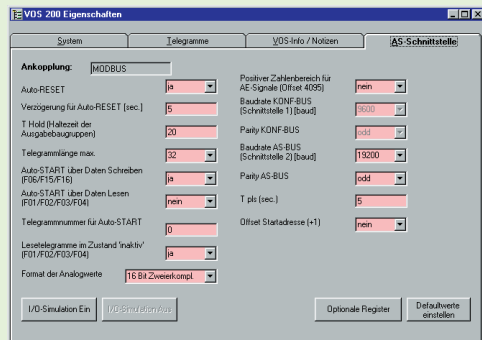 VOS 200 Eigenschaften
System
Telegramme
VOS-Info / Notizen
AS-Schnittstelle
Ankopplung:
MODBUS
Auto-RESET
ja
Verzögerung für Auto-RESET [sec.]
5
T Hold (Haltezeit der
Ausgabebaugruppen)
20
Telegrammlänge max.
32
Auto-START über Daten Schreiben
(F06/F15/F16)
ja
Auto-START über Daten Lesen
(F01/F02/F03/F04)
nein
Telegrammnummer für Auto-START
0
Lesetelegramme im Zustand 'inaktiv'
(F01/F02/F03/F04)
ja
Format der Analogwerte
16 Bit Zweierkompl.
Positiver Zahlenbereich für
AE-Signale (Offset 4095)
nein
Baudrate KONF-BUS
(Schnittstelle 1) [baud]
9600
Parity KONF-BUS
odd
Baudrate AS-BUS
(Schnittstelle 2) [baud]
19200
Parity AS-BUS
odd
T pls (sec.)
5
Offset Startadresse (+1)
nein
I/O-Simulation Ein
I/O-Simulation Aus
Optionale Register
Defaultwerte
einstellen